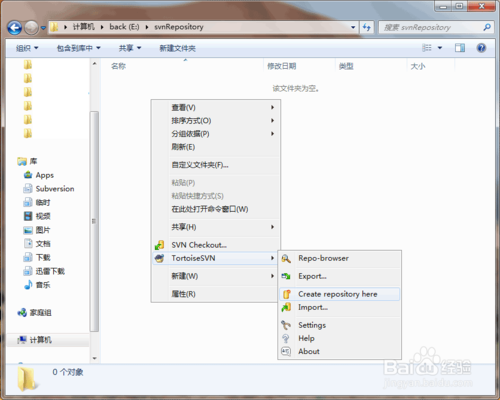 计算机 ▸ back (E:) ▸ svnRepository
搜索 svnRepository
组织 包含到库中 共享 新建文件夹
名称 修改日期 类型 大小
该文件夹为空。
库
Apps
Subversion
临时
视频
图片
文档
下载
迅雷下载
音乐
家庭组
计算机
查看(V)
排序方式(O)
分组依据(P)
刷新(E)
自定义文件夹(F)...
粘贴(P)
粘贴快捷方式(S)
在此处打开命令窗口(W)
共享(H)
SVN Checkout...
TortoiseSVN
新建(W)
属性(R)
Repo-browser
Export...
Create repository here
Import...
Settings
Help
About
0 个对象
Baidu 经验
jingyan.baidu.com